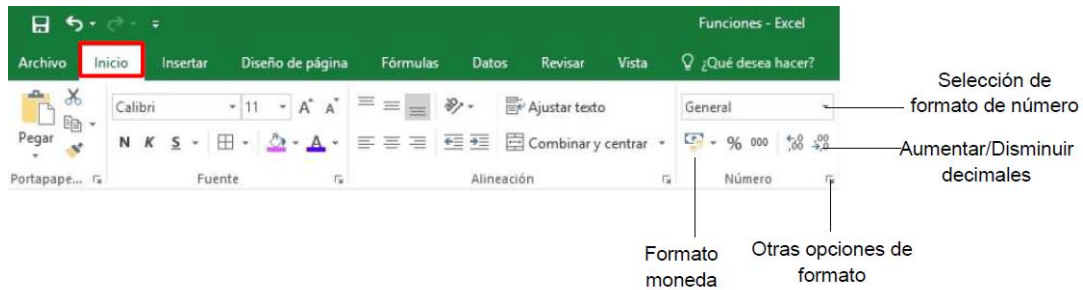 Funciones - Excel
Archivo Inicio Insertar Diseño de página Fórmulas Datos Revisar Vista ¿Qué desea hacer?
Pegar
Calibri 11 A A
N K S A
Ajustar texto
Combinar y centrar
General
% 000
Portapape... Fuente Alineación Número
Selección de
formato de número
Aumentar/Disminuir
decimales
Formato
moneda
Otras opciones de
formato